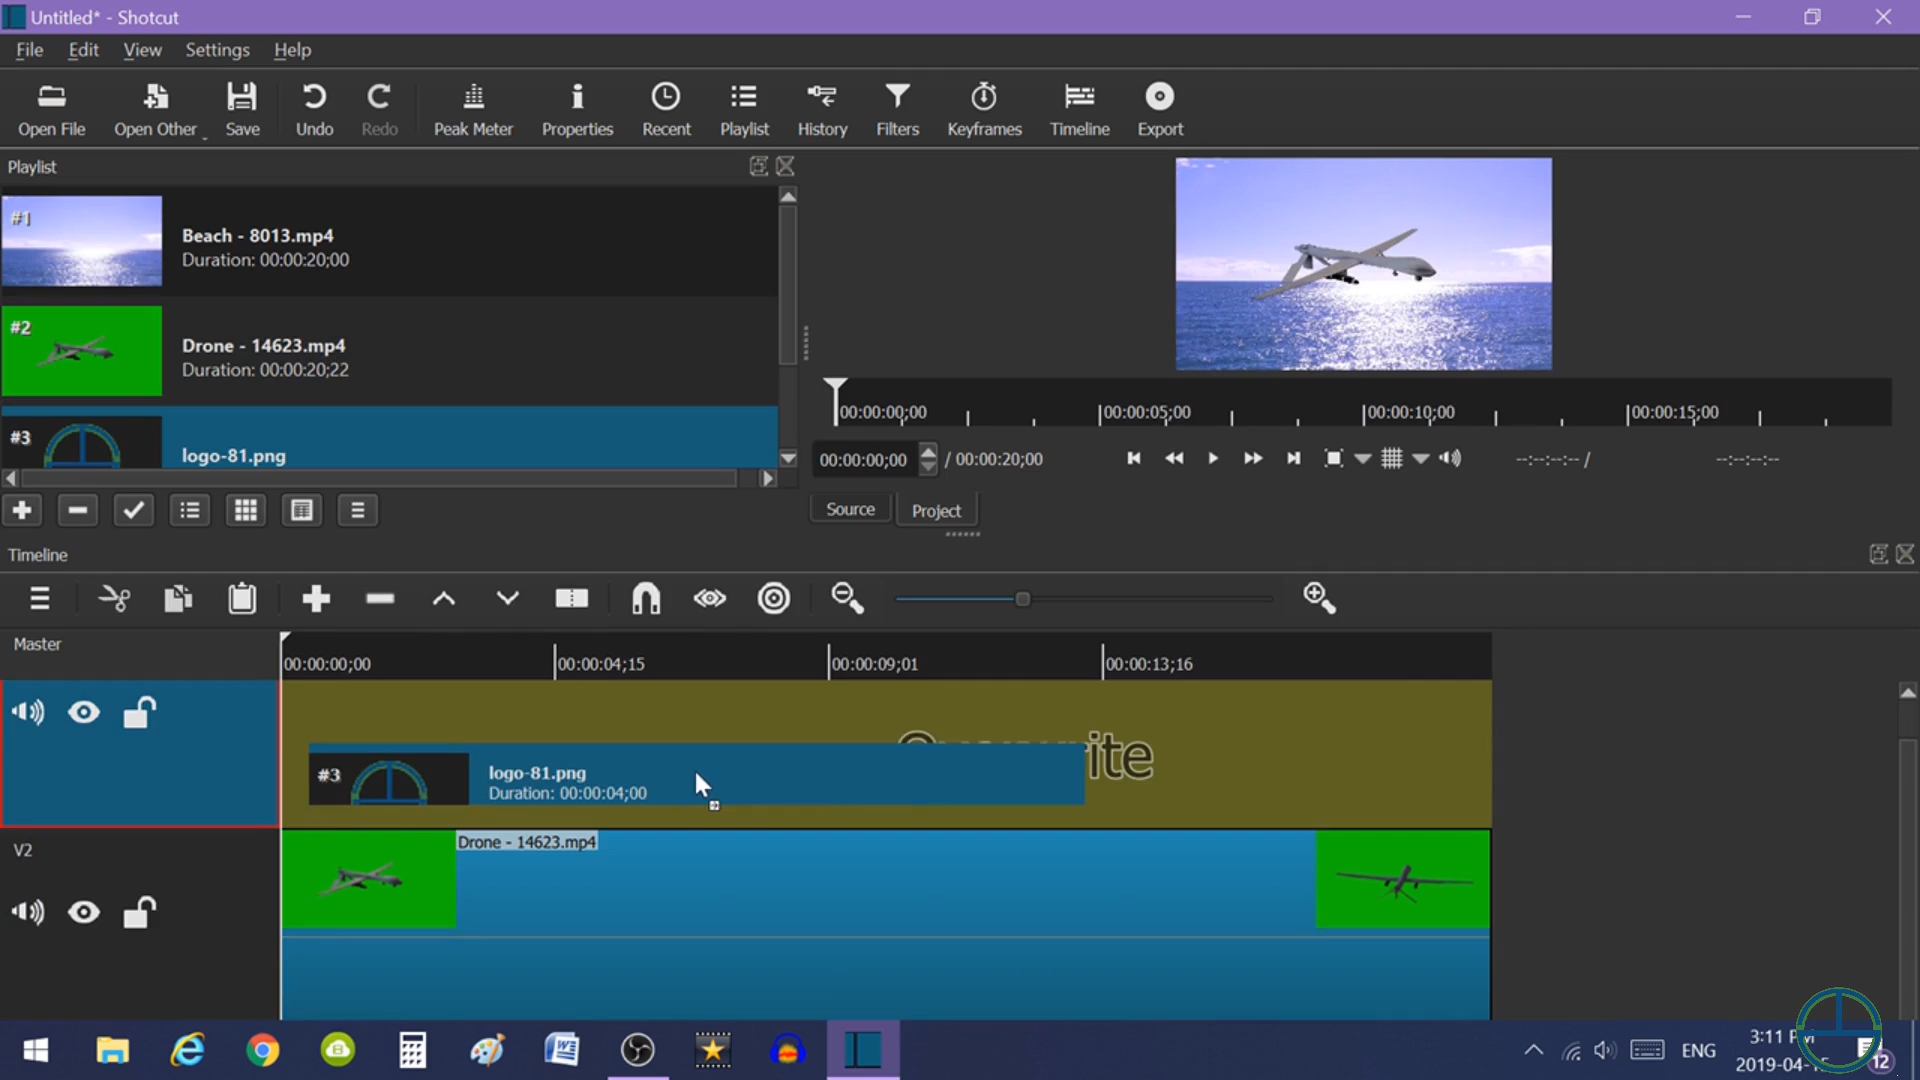 Untitled* - Shotcut
File Edit View Settings Help
Open File Open Other Save Undo Redo Peak Meter Properties Recent Playlist History Filters Keyframes Timeline Export
Playlist
#1
Beach - 8013.mp4
Duration: 00:00:20;00
#2
Drone - 14623.mp4
Duration: 00:00:20;22
#3
logo-81.png
00:00:00;00 00:00:05;00 00:00:10;00 00:00:15;00
00:00:00;00 / 00:00:20;00 --:--:--:-- / --:--:--:--
Source Project
Timeline
Master
00:00:00;00 00:00:04;15 00:00:09;01 00:00:13;16
#3
logo-81.png
Duration: 00:00:04;00
V2
Drone - 14623.mp4
ENG
3:11
2019-04-
12